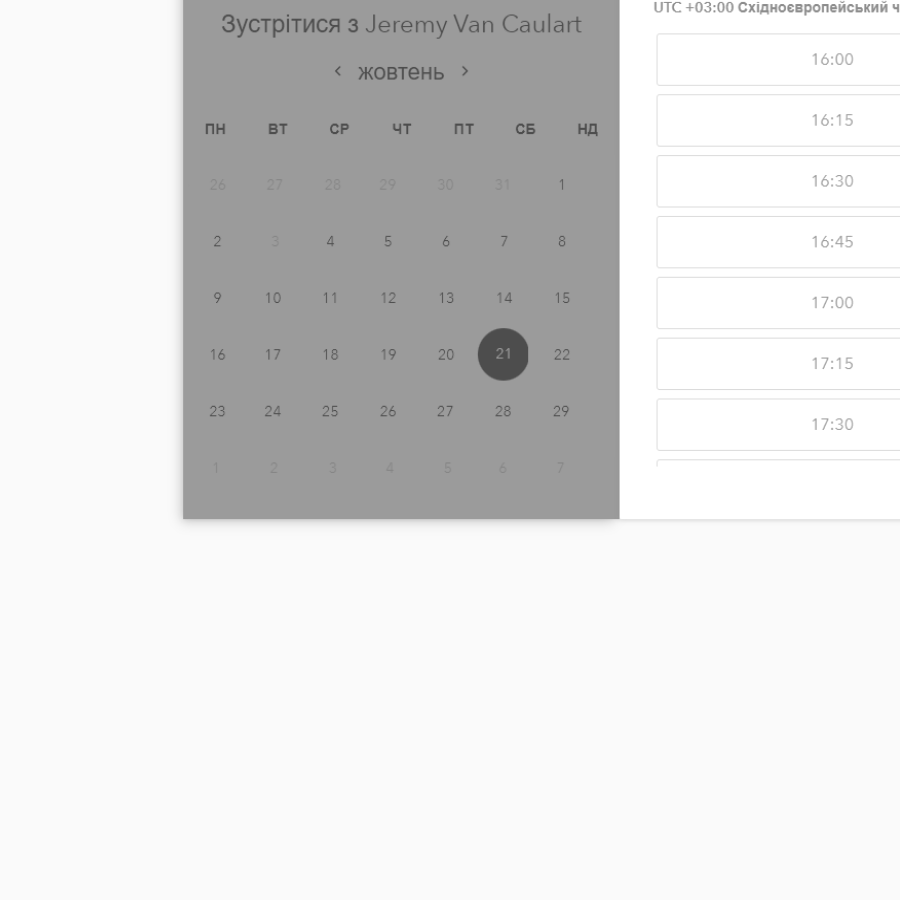 Зустрітися з Jeremy Van Caulart
‹ жовтень ›
ПН ВТ СР ЧТ ПТ СБ НД
26 27 28 29 30 31 1
2 3 4 5 6 7 8
9 10 11 12 13 14 15
16 17 18 19 20 21 22
23 24 25 26 27 28 29
1 2 3 4 5 6 7
UTC +03:00 Східноєвропейський ч
16:00
16:15
16:30
16:45
17:00
17:15
17:30